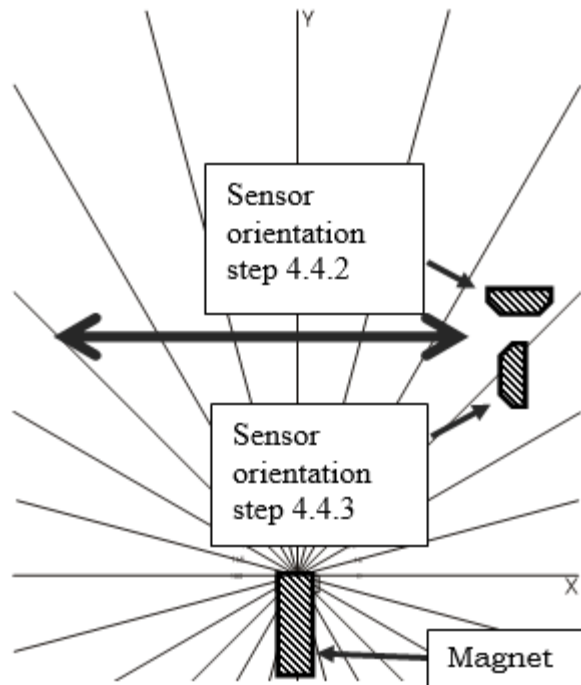 Y
Sensor
orientation
step 4.4.2
Sensor
orientation
step 4.4.3
X
Magnet